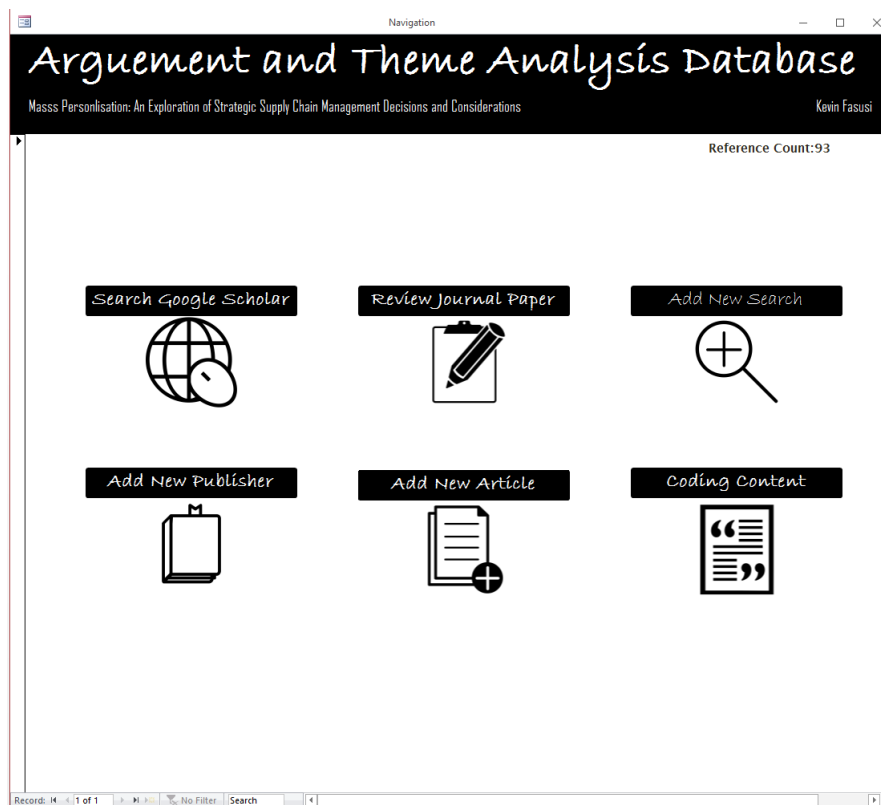 Navigation
Arguement and Theme Analysis Database
Masss Personlisation: An Exploration of Strategic Supply Chain Management Decisions and Considerations
Kevin Fasusi
Reference Count:93
Search Google Scholar
Review Journal Paper
Add New Search
Add New Publisher
Add New Article
Coding Content
Record: 1 of 1 No Filter Search